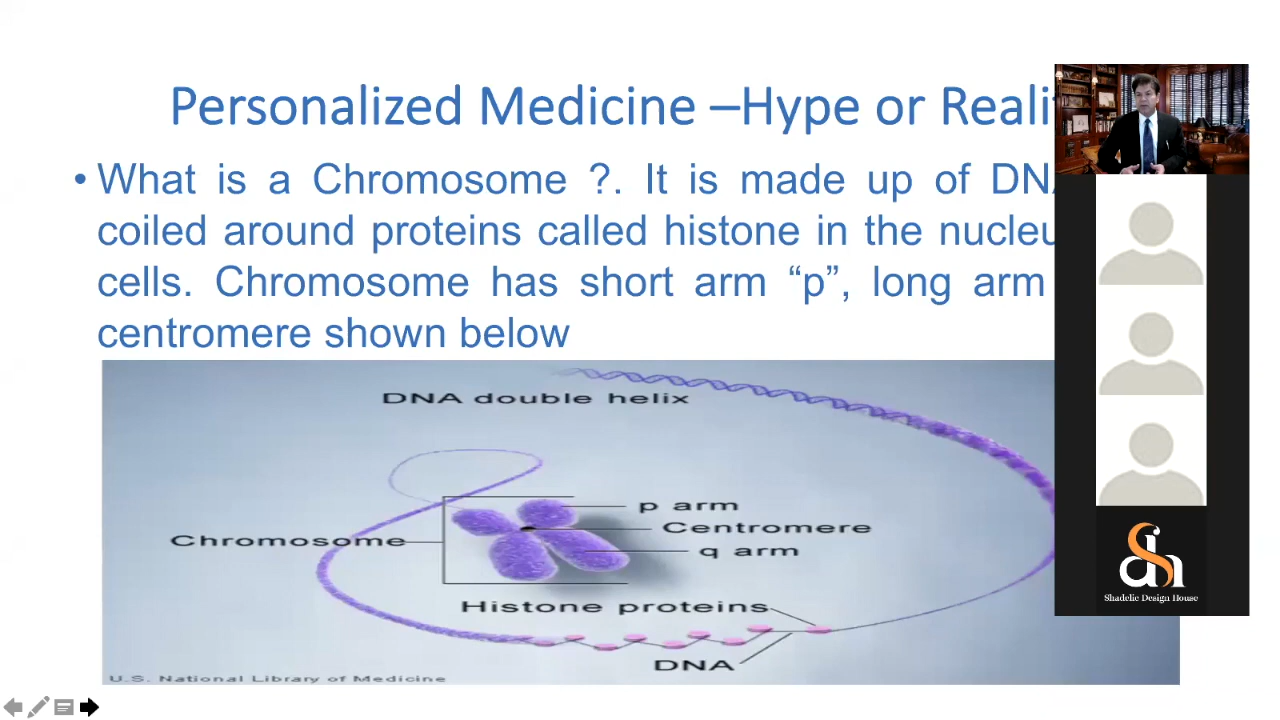 Personalized Medicine –Hype or Reali
• What is a Chromosome ?. It is made up of DN
coiled around proteins called histone in the nucleu
cells. Chromosome has short arm “p”, long arm
centromere shown below
DNA double helix
p arm
Centromere
Chromosome
q arm
Histone proteins
DNA
U.S. National Library of Medicine
sh
Shadelic Design House